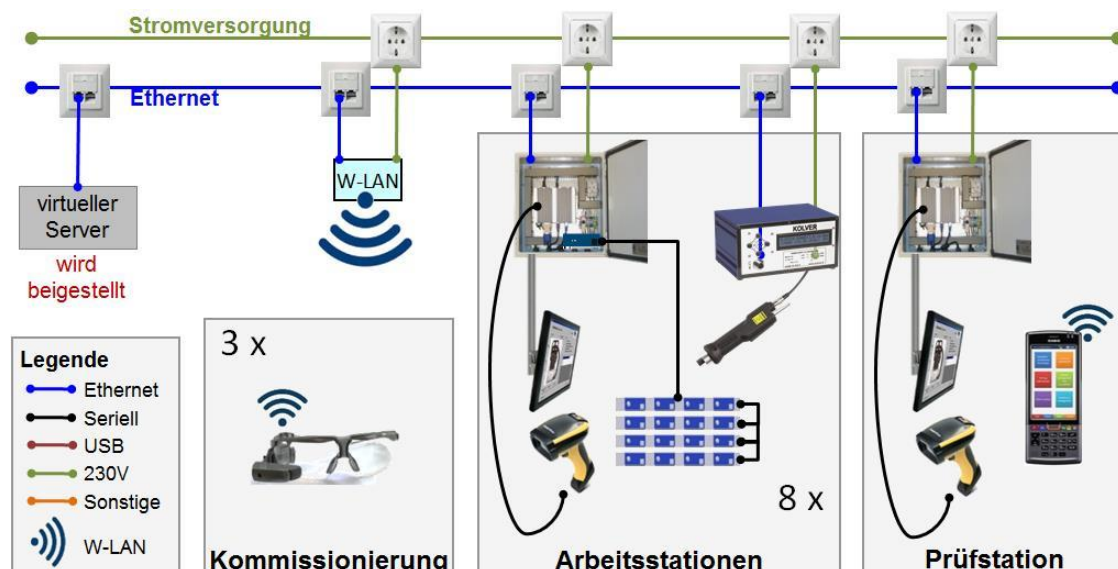 Stromversorgung
Ethernet
virtueller
Server
wird
beigestellt
W-LAN
KOLVER
Legende
Ethernet
Seriell
USB
230V
Sonstige
W-LAN
3 x
Kommissionierung
8 x
Arbeitsstationen
Prüfstation